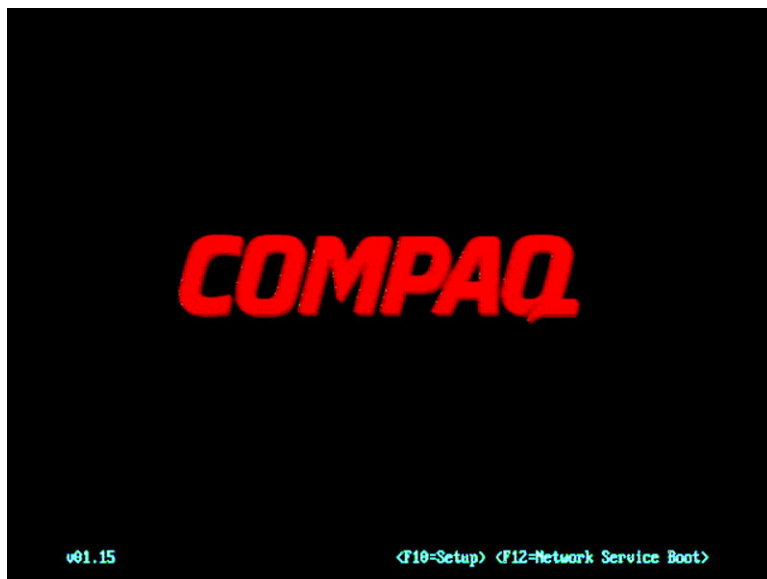 COMPAQ
v01.15 <F10=Setup> <F12=Network Service Boot>